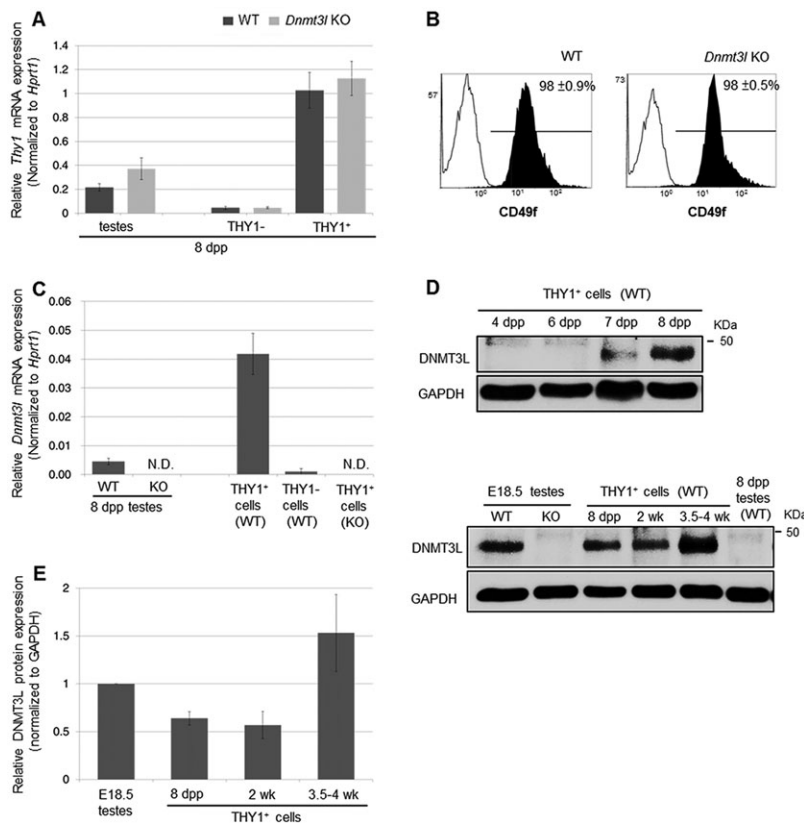 A
WT
Dnmt3l KO
Relative Thy1 mRNA expression
(Normalized to Hprt1)
1.4
1.2
1
0.8
0.6
0.4
0.2
0
testes
THY1-
THY1+
8 dpp
B
WT
Dnmt3l KO
57
98 ±0.9%
10⁰
10¹
10²
CD49f
73
98 ±0.5%
10⁰
10¹
10²
CD49f
C
Relative Dnmt3l mRNA expression
(Normalized to Hprt1)
0.06
0.05
0.04
0.03
0.02
0.01
0.00
N.D.
N.D.
WT
KO
8 dpp testes
THY1+
cells
(WT)
THY1-
cells
(WT)
THY1+
cells
(KO)
D
THY1+ cells (WT)
4 dpp 6 dpp 7 dpp 8 dpp
KDa
50
DNMT3L
GAPDH
E18.5 testes
WT KO
THY1+ cells (WT)
8 dpp 2 wk 3.5-4 wk
8 dpp
testes
(WT)
KDa
50
DNMT3L
GAPDH
E
Relative DNMT3L protein expression
(normalized to GAPDH)
2
1.5
1
0.5
0
E18.5
testes
8 dpp
2 wk
3.5-4 wk
THY1+ cells